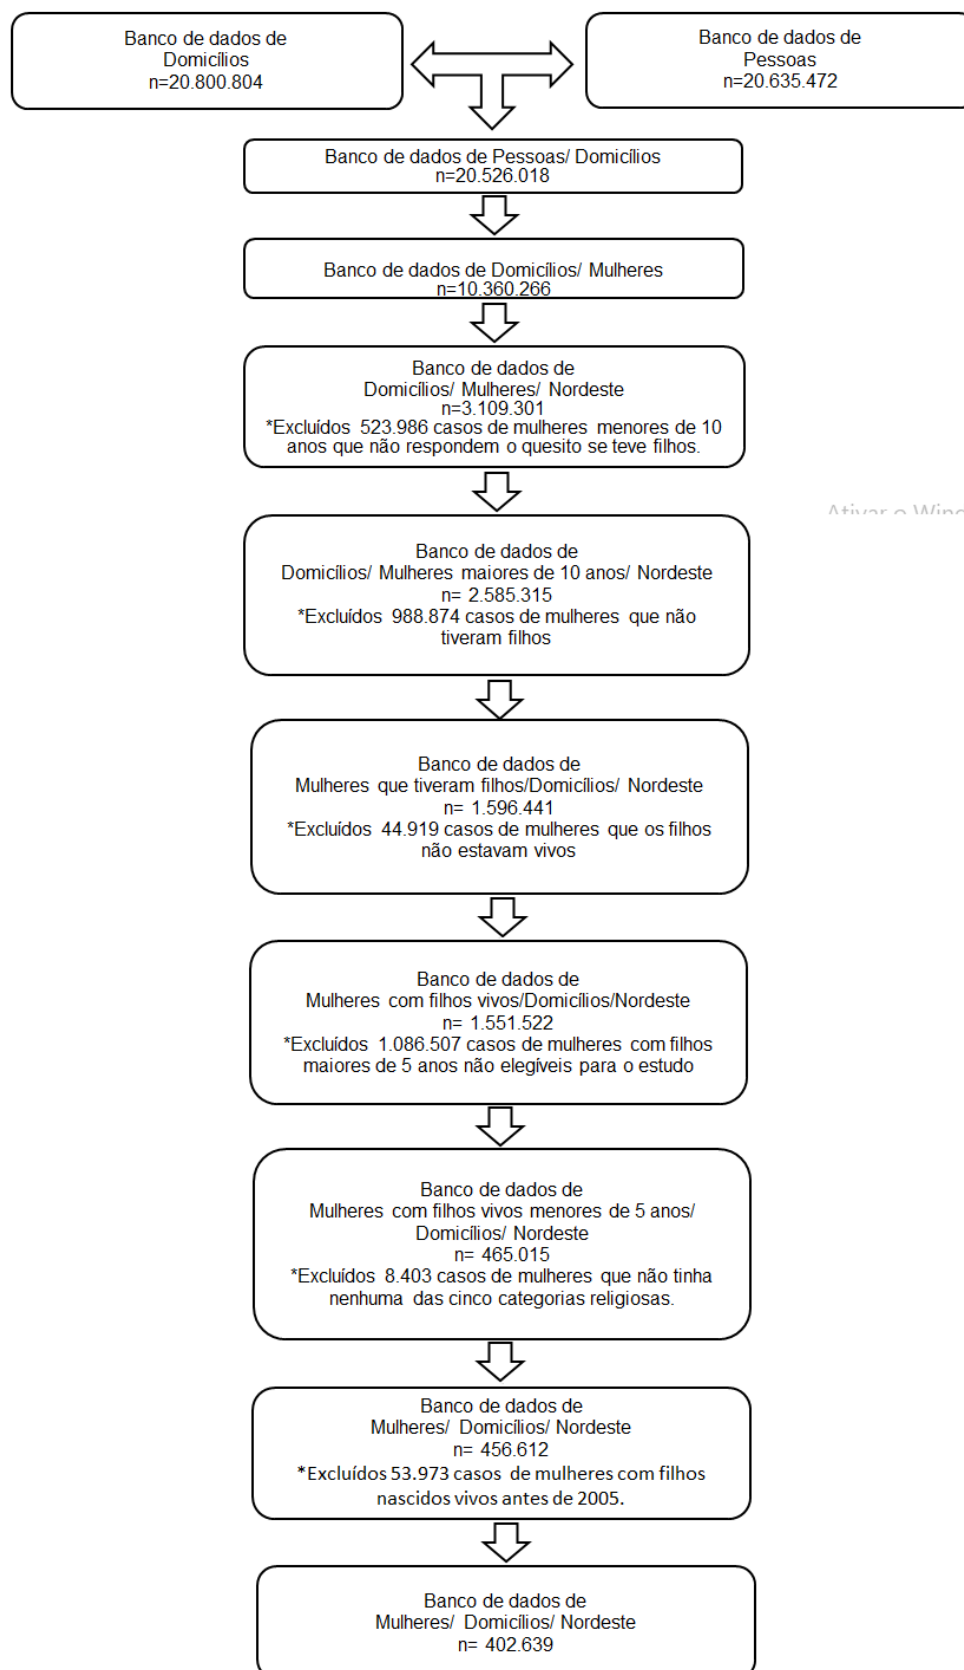 Banco de dados de
Domicílios
n=20.800.804
Banco de dados de
Pessoas
n=20.635.472
Banco de dados de Pessoas/ Domicílios
n=20.526.018
Banco de dados de Domicílios/ Mulheres
n=10.360.266
Banco de dados de
Domicílios/ Mulheres/ Nordeste
n=3.109.301
*Excluídos 523.986 casos de mulheres menores de 10
anos que não respondem o quesito se teve filhos.
Ativar o Wind
Banco de dados de
Domicílios/ Mulheres maiores de 10 anos/ Nordeste
n= 2.585.315
*Excluídos 988.874 casos de mulheres que não
tiveram filhos
Banco de dados de
Mulheres que tiveram filhos/Domicílios/ Nordeste
n= 1.596.441
*Excluídos 44.919 casos de mulheres que os filhos
não estavam vivos
Banco de dados de
Mulheres com filhos vivos/Domicílios/Nordeste
n= 1.551.522
*Excluídos 1.086.507 casos de mulheres com filhos
maiores de 5 anos não elegíveis para o estudo
Banco de dados de
Mulheres com filhos vivos menores de 5 anos/
Domicílios/ Nordeste
n= 465.015
*Excluídos 8.403 casos de mulheres que não tinha
nenhuma das cinco categorias religiosas.
Banco de dados de
Mulheres/ Domicílios/ Nordeste
n= 456.612
*Excluídos 53.973 casos de mulheres com filhos
nascidos vivos antes de 2005.
Banco de dados de
Mulheres/ Domicílios/ Nordeste
n= 402.639